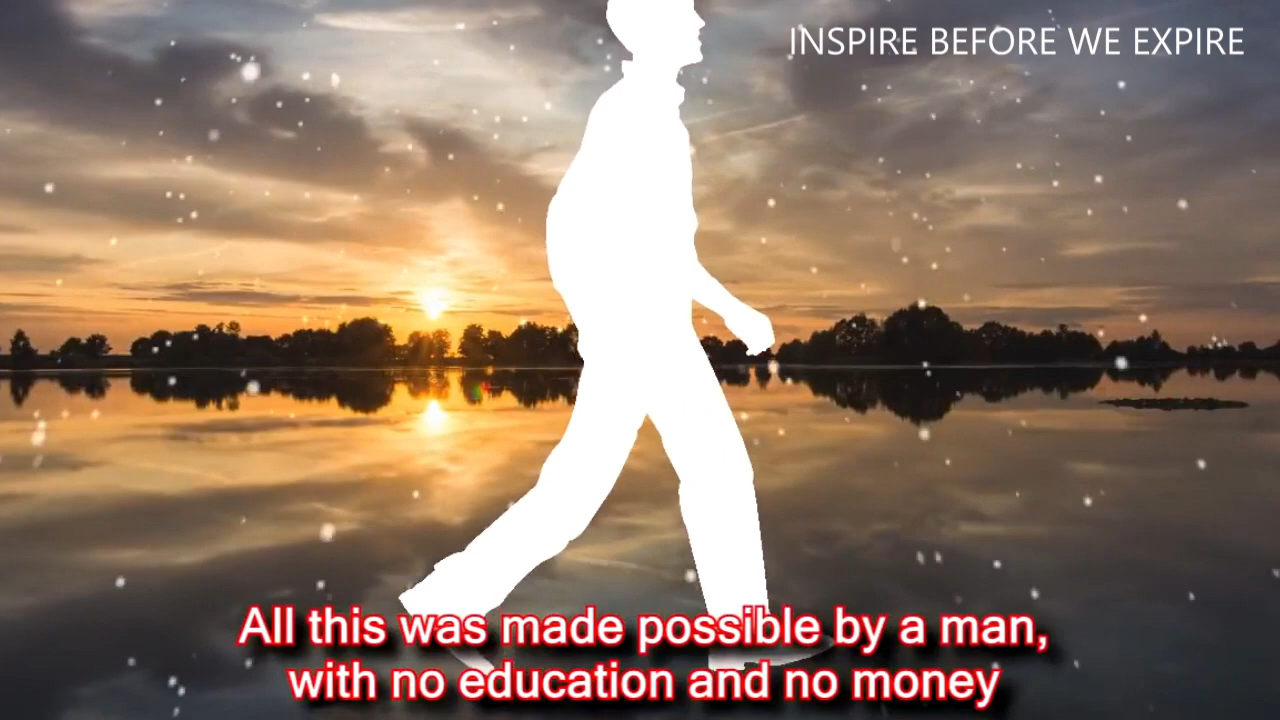 INSPIRE BEFORE WE EXPIRE
All this was made possible by a man,
with no education and no money